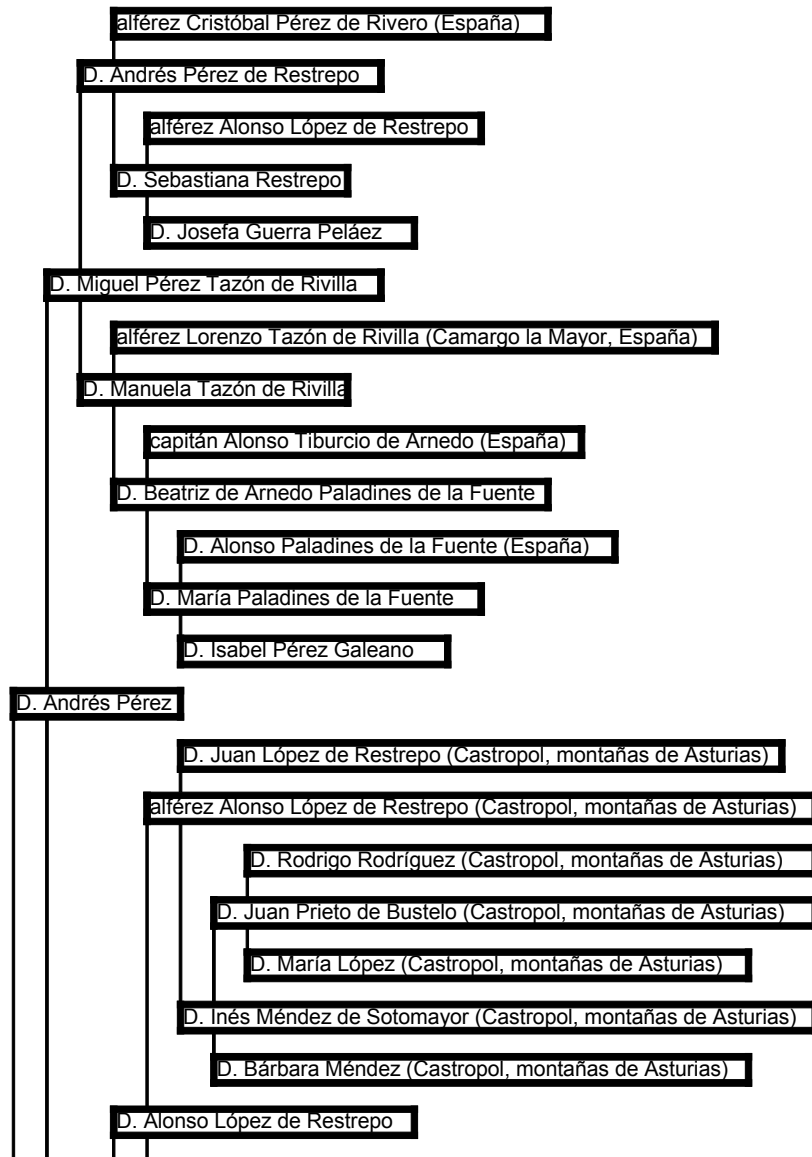 alférez Cristóbal Pérez de Rivero (España)
D. Andrés Pérez de Restrepo
alférez Alonso López de Restrepo
D. Sebastiana Restrepo
D. Josefa Guerra Peláez
D. Miguel Pérez Tazón de Rivilla
alférez Lorenzo Tazón de Rivilla (Camargo la Mayor, España)
D. Manuela Tazón de Rivilla
capitán Alonso Tiburcio de Arnedo (España)
D. Beatriz de Arnedo Paladines de la Fuente
D. Alonso Paladines de la Fuente (España)
D. María Paladines de la Fuente
D. Isabel Pérez Galeano
D. Andrés Pérez
D. Juan López de Restrepo (Castropol, montañas de Asturias)
alférez Alonso López de Restrepo (Castropol, montañas de Asturias)
D. Rodrigo Rodríguez (Castropol, montañas de Asturias)
D. Juan Prieto de Bustelo (Castropol, montañas de Asturias)
D. María López (Castropol, montañas de Asturias)
D. Inés Méndez de Sotomayor (Castropol, montañas de Asturias)
D. Bárbara Méndez (Castropol, montañas de Asturias)
D. Alonso López de Restrepo